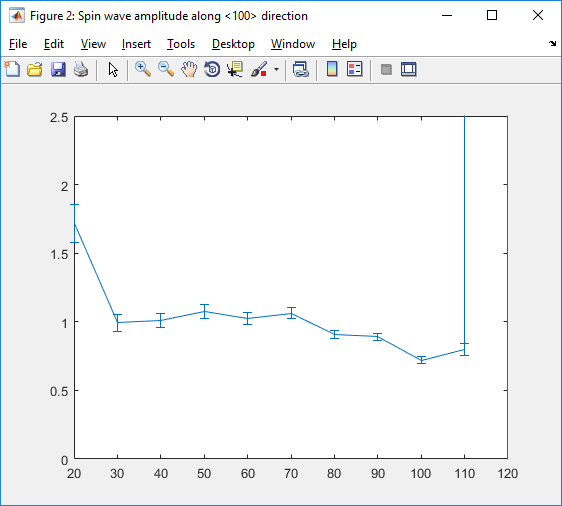 Figure 2: Spin wave amplitude along <100> direction
File Edit View Insert Tools Desktop Window Help
2.5
2
1.5
1
0.5
0
20 30 40 50 60 70 80 90 100 110 120